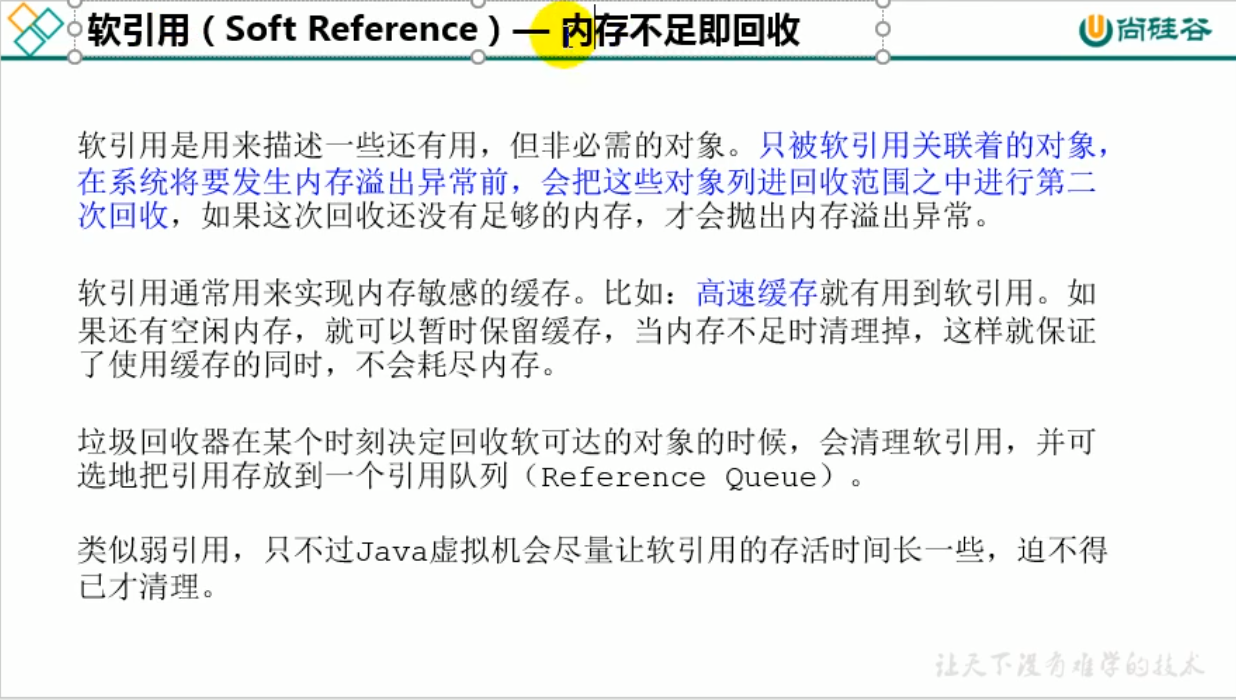 软引用（Soft Reference）— 内存不足即回收
尚硅谷
软引用是用来描述一些还有用，但非必需的对象。只被软引用关联着的对象，
在系统将要发生内存溢出异常前，会把这些对象列进回收范围之中进行第二
次回收，如果这次回收还没有足够的内存，才会抛出内存溢出异常。
软引用通常用来实现内存敏感的缓存。比如：高速缓存就有用到软引用。如
果还有空闲内存，就可以暂时保留缓存，当内存不足时清理掉，这样就保证
了使用缓存的同时，不会耗尽内存。
垃圾回收器在某个时刻决定回收软可达的对象的时候，会清理软引用，并可
选地把引用存放到一个引用队列（Reference Queue）。
类似弱引用，只不过Java虚拟机会尽量让软引用的存活时间长一些，迫不得
已才清理。
让天下没有难学的技术